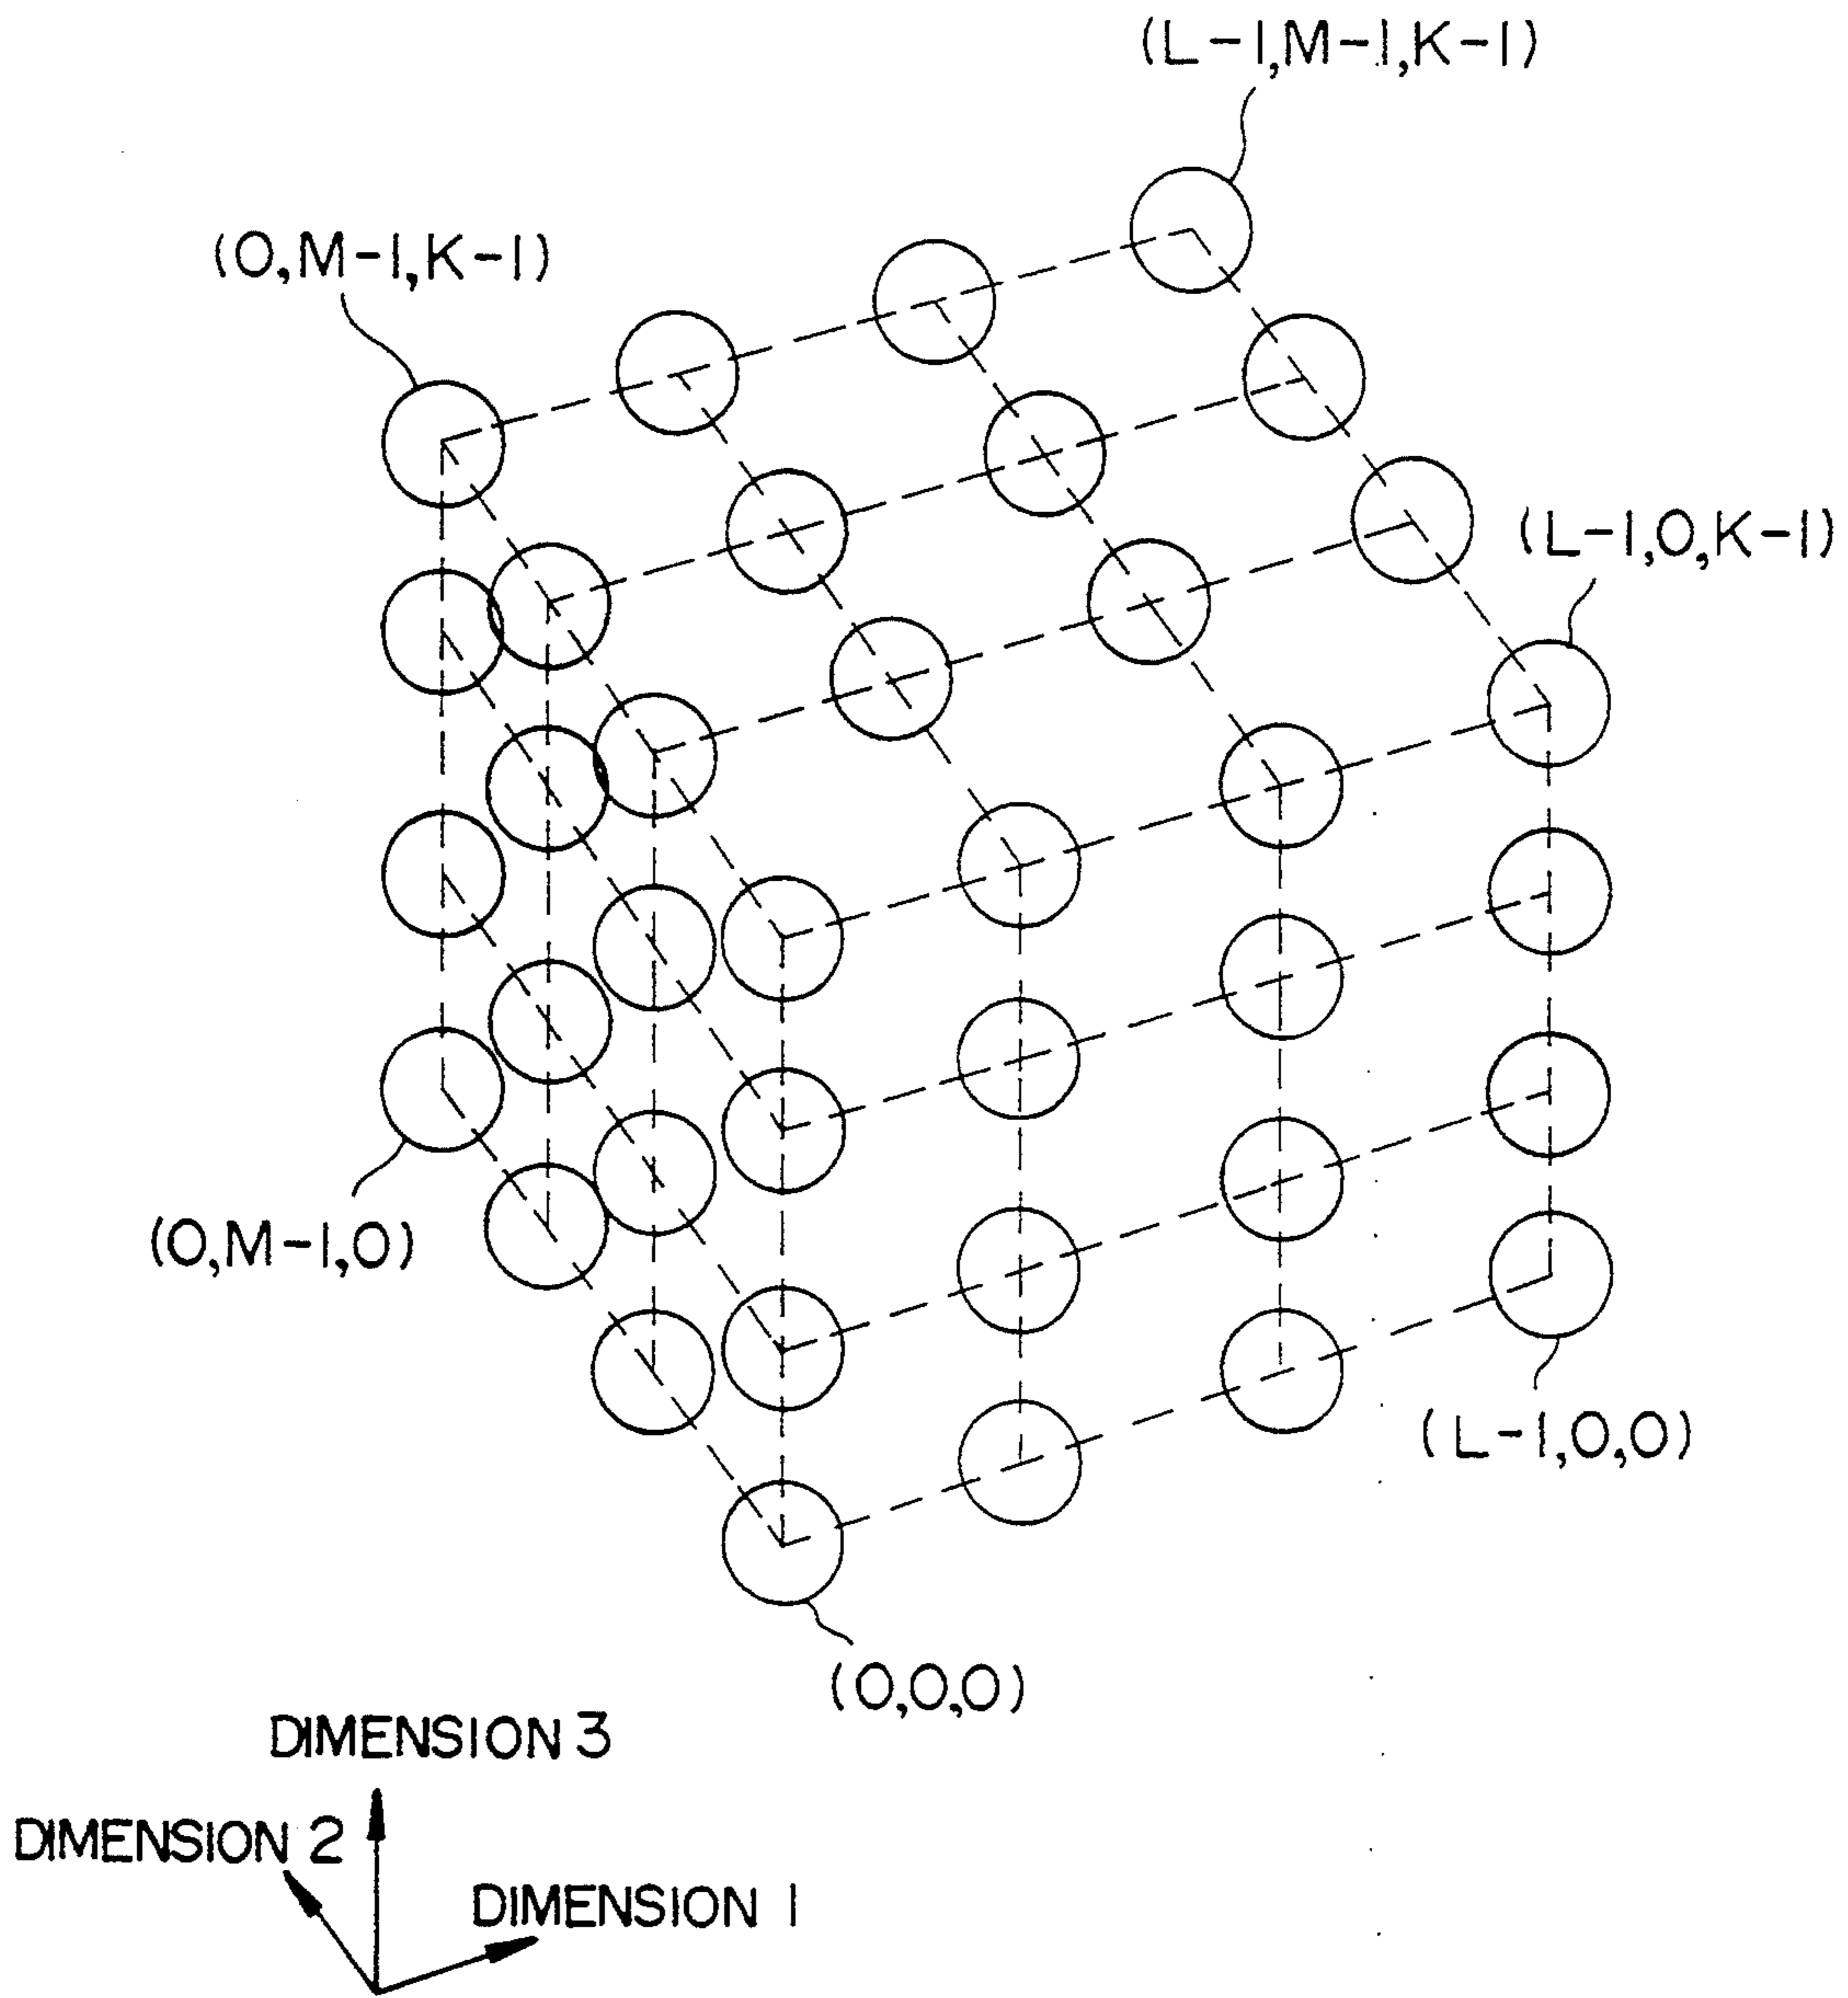 (L-1,M-1,K-1)
(0,M-1,K-1)
(L-1,0,K-1)
(0,M-1,0)
(L-1,0,0)
(0,0,0)
DIMENSION 3
DIMENSION 2
DIMENSION 1